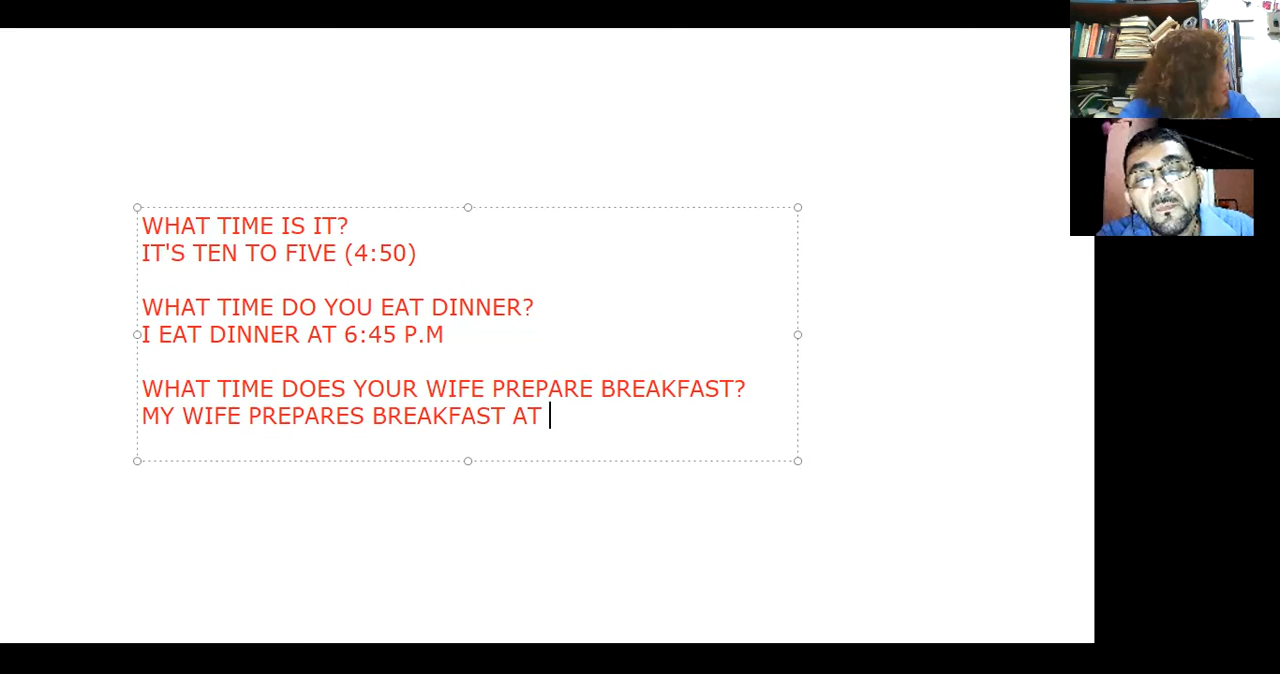 WHAT TIME IS IT?
IT'S TEN TO FIVE (4:50)
WHAT TIME DO YOU EAT DINNER?
I EAT DINNER AT 6:45 P.M
WHAT TIME DOES YOUR WIFE PREPARE BREAKFAST?
MY WIFE PREPARES BREAKFAST AT